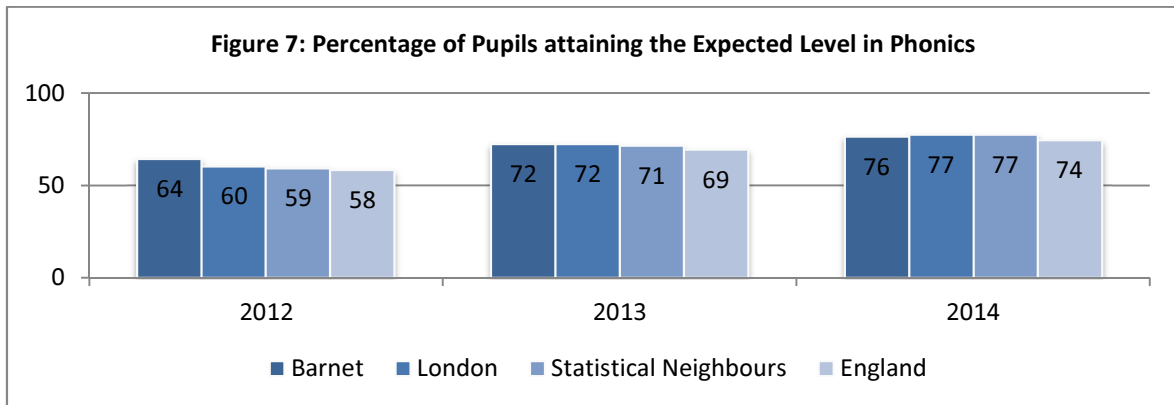 Figure 7: Percentage of Pupils attaining the Expected Level in Phonics
100
50
0
64 60 59 58
72 72 71 69
76 77 77 74
2012 2013 2014
Barnet London Statistical Neighbours England